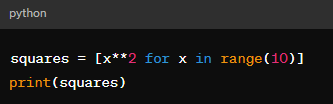 python
squares = [x**2 for x in range(10)]
print(squares)